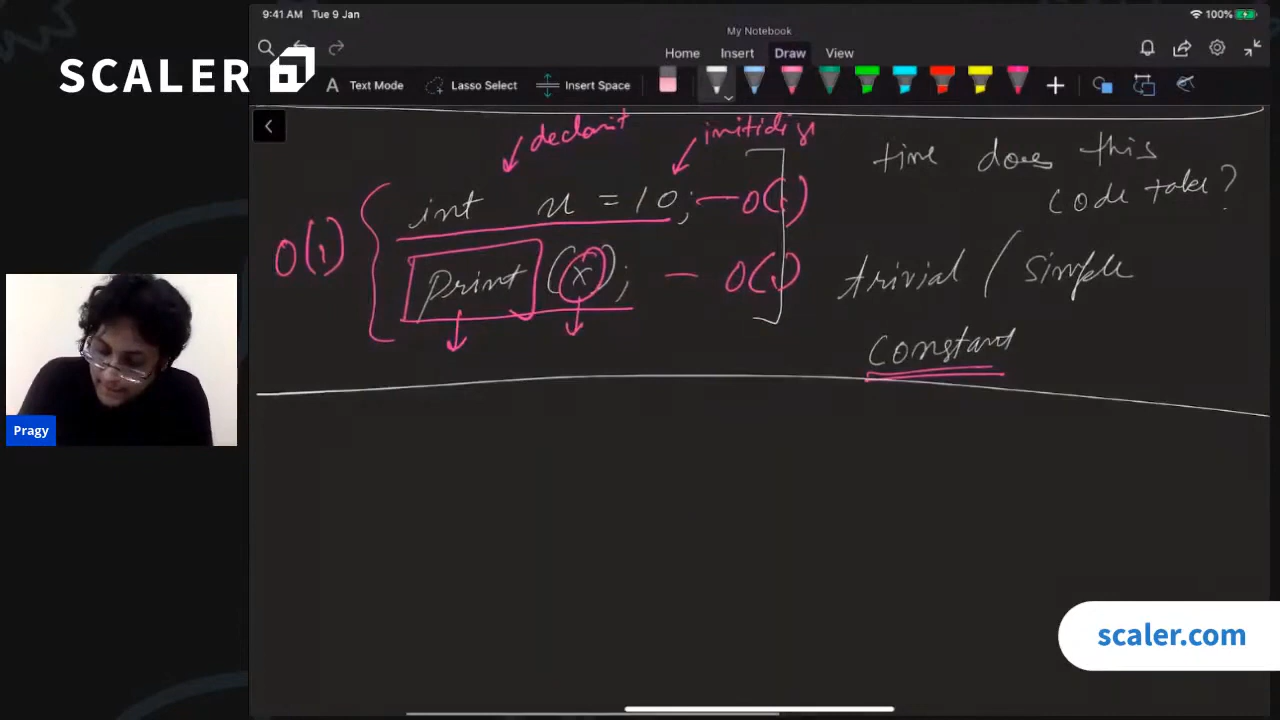 9:41 AM Tue 9 Jan
100%
My Notebook
SCALER
Home Insert Draw View
Text Mode Lasso Select Insert Space
declarat
initialise
time does this
code take?
int x = 10; — O(1)
O(1)
Print (x); — O(1)
trivial / simple
constant
Pragy
scaler.com